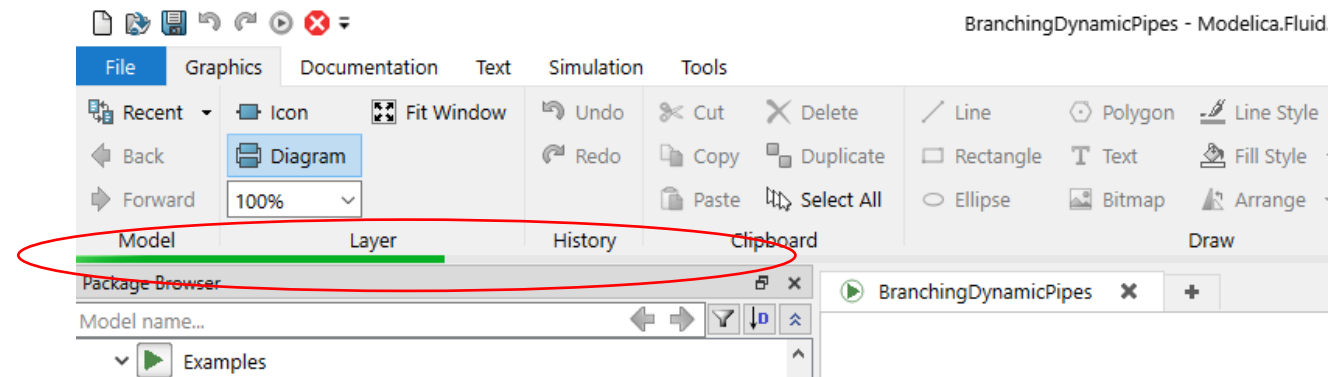 BranchingDynamicPipes - Modelica.Fluid.
File Graphics Documentation Text Simulation Tools
Recent Icon Fit Window Undo Cut Delete Line Polygon Line Style
Back Diagram Redo Copy Duplicate Rectangle Text Fill Style
Forward 100% Paste Select All Ellipse Bitmap Arrange
Model Layer History Clipboard Draw
Package Browser
BranchingDynamicPipes
Model name... D
Examples